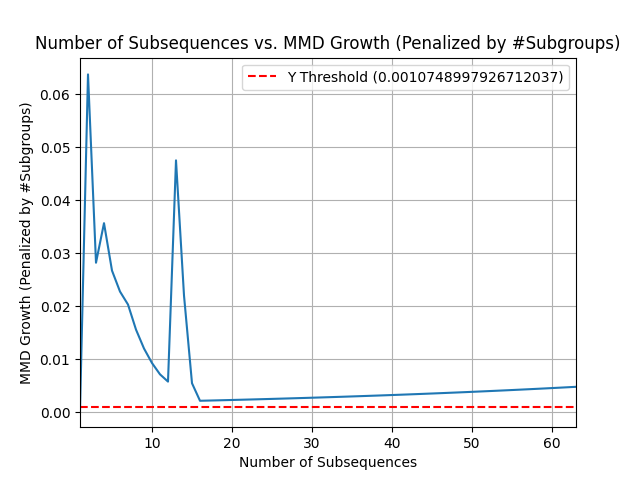 Number of Subsequences vs. MMD Growth (Penalized by #Subgroups)
Y Threshold (0.0010748997926712037)
MMD Growth (Penalized by #Subgroups)
0.06
0.05
0.04
0.03
0.02
0.01
0.00
10 20 30 40 50 60
Number of Subsequences